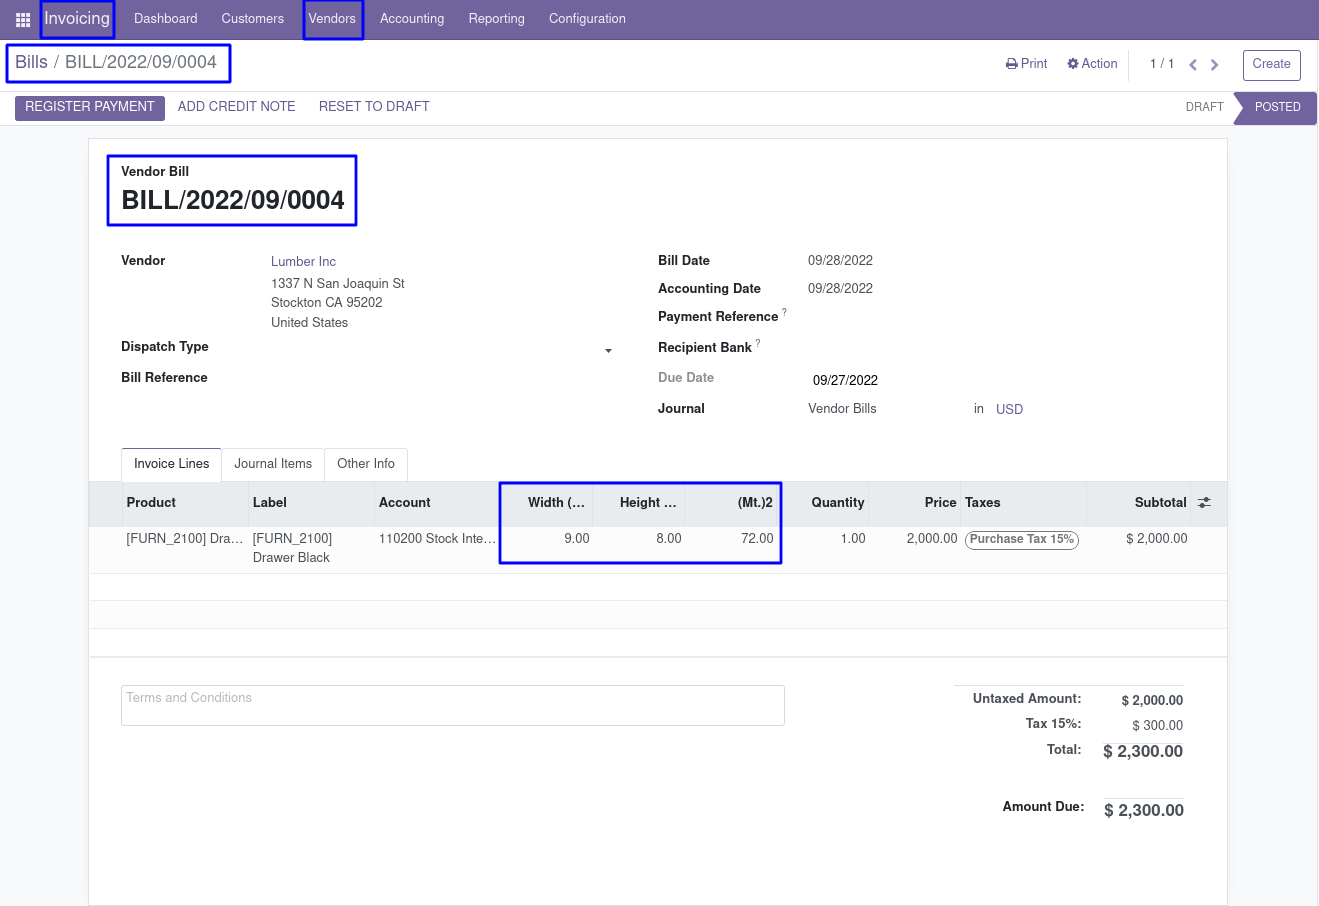 Invoicing Dashboard Customers Vendors Accounting Reporting Configuration
Bills / BILL/2022/09/0004
Print Action 1 / 1 Create
REGISTER PAYMENT ADD CREDIT NOTE RESET TO DRAFT DRAFT POSTED
Vendor Bill
BILL/2022/09/0004
Vendor Lumber Inc
1337 N San Joaquin St
Stockton CA 95202
United States
Dispatch Type
Bill Reference
Bill Date 09/28/2022
Accounting Date 09/28/2022
Payment Reference ?
Recipient Bank ?
Due Date 09/27/2022
Journal Vendor Bills in USD
Invoice Lines Journal Items Other Info
Product Label Account Width (... Height ... (Mt.)2 Quantity Price Taxes Subtotal
[FURN_2100] Dra... [FURN_2100] 110200 Stock Inte... 9.00 8.00 72.00 1.00 2,000.00 Purchase Tax 15% $ 2,000.00
Drawer Black
Terms and Conditions
Untaxed Amount: $ 2,000.00
Tax 15%: $ 300.00
Total: $ 2,300.00
Amount Due: $ 2,300.00